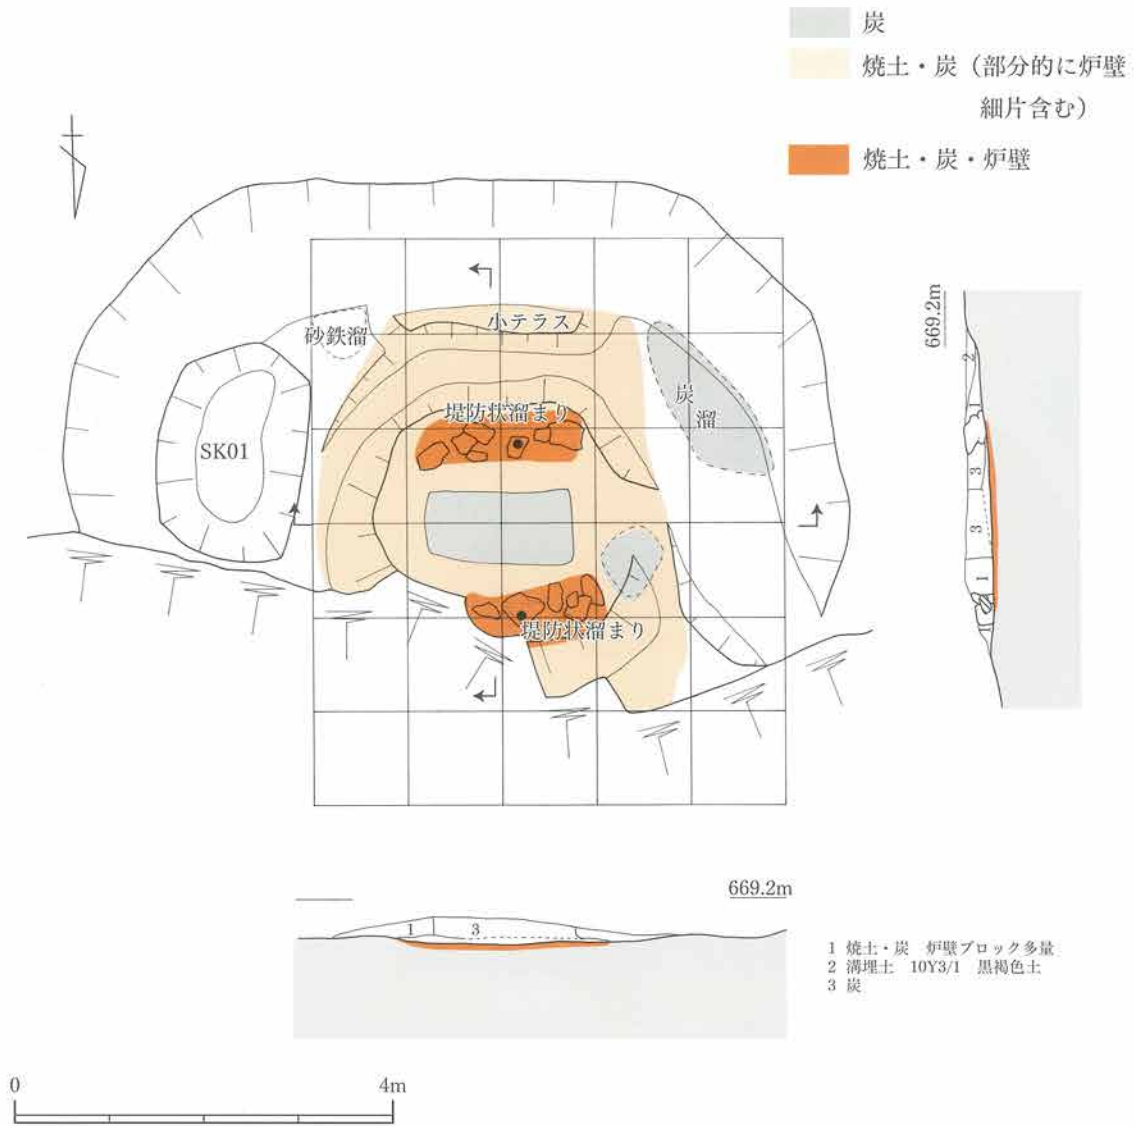 炭
焼土・炭（部分的に炉壁
細片含む）
焼土・炭・炉壁
砂鉄溜
小テラス
炭
溜
堤防状溜まり
SK01
堤防状溜まり
669.2m
2
3
3
1
669.2m
1
3
1 焼土・炭 炉壁ブロック多量
2 溝埋土 10Y3/1 黒褐色土
3 炭
0
4m